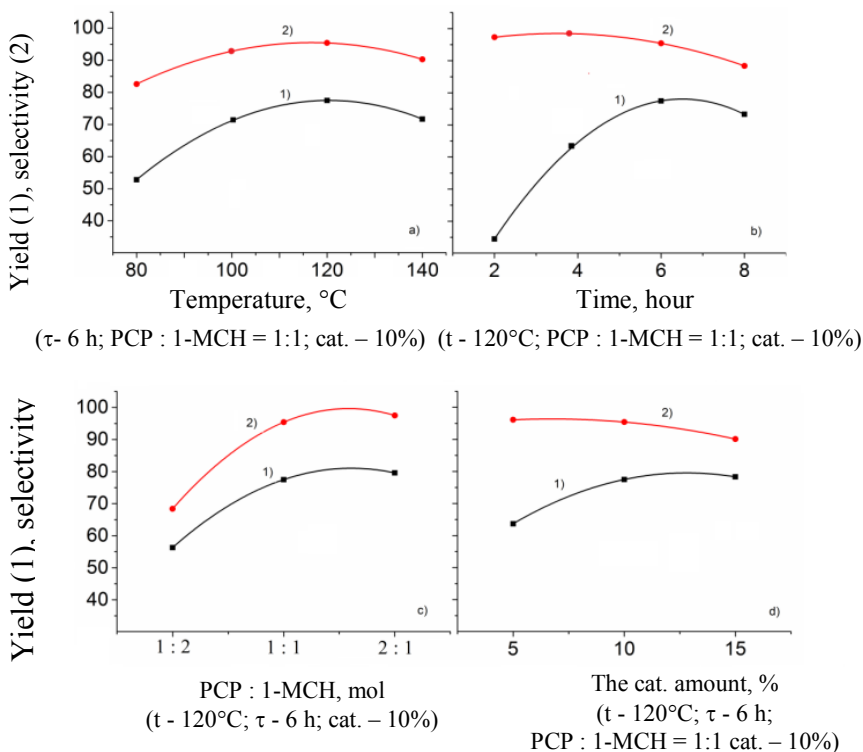 Yield (1), selectivity (2)
100
90
80
70
60
50
40
2)
1)
a)
80 100 120 140
Temperature, °C
(τ- 6 h; PCP : 1-MCH = 1:1; cat. – 10%)
2)
1)
b)
2 4 6 8
Time, hour
(t - 120°C; PCP : 1-MCH = 1:1; cat. – 10%)
Yield (1), selectivity
100
90
80
70
60
50
40
2)
1)
c)
1 : 2 1 : 1 2 : 1
PCP : 1-MCH, mol
(t - 120°C; τ - 6 h; cat. – 10%)
2)
1)
d)
5 10 15
The cat. amount, %
(t - 120°C; τ - 6 h;
PCP : 1-MCH = 1:1 cat. – 10%)